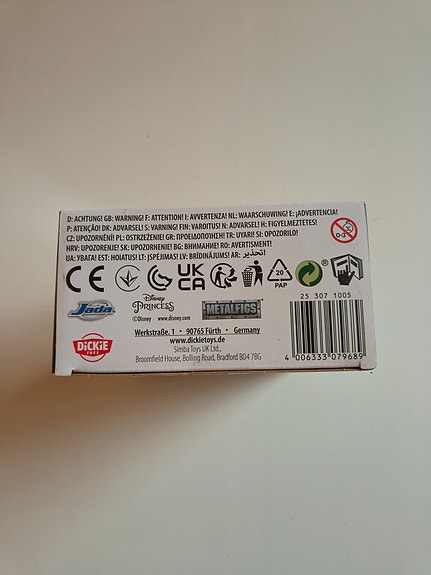 D: ACHTUNG! GB: WARNING! F: ATTENTION! I: AVVERTENZA! NL: WAARSCHUWING! E: ¡ADVERTENCIA!
P: ATENÇÃO! DK: ADVARSEL! S: VARNING! FIN: VAROITUS! N: ADVARSEL! H: FIGYELMEZTETES!
CZ: UPOZORNĚNÍ! PL: OSTRZEŻENIE! GR: ΠΡΟΕΙΔΟΠΟΙΗΣΗ! TR: UYARI! SI: OPOZORILO!
HRV: UPOZORENJE! SK: UPOZORNENIE! BG: ВНИМАНИЕ! RO: AVERTISMENT!
UA: УВАГА! EST: HOIATUS! LT: ĮSPĖJIMAS! LV: BRĪDINĀJUMS! AR: تحذير!
0-3
CE
UK
CA
20
PAP
25 307 1005
Jada
Disney
PRINCESS
©Disney www.disney.com
METALFIGS
DICKIE
TOYS
Werkstraße. 1 • 90765 Fürth • Germany
www.dickietoys.de
Simba Toys UK Ltd.,
Broomfield House, Bolling Road, Bradford BD4 7BG
4 006333 079689